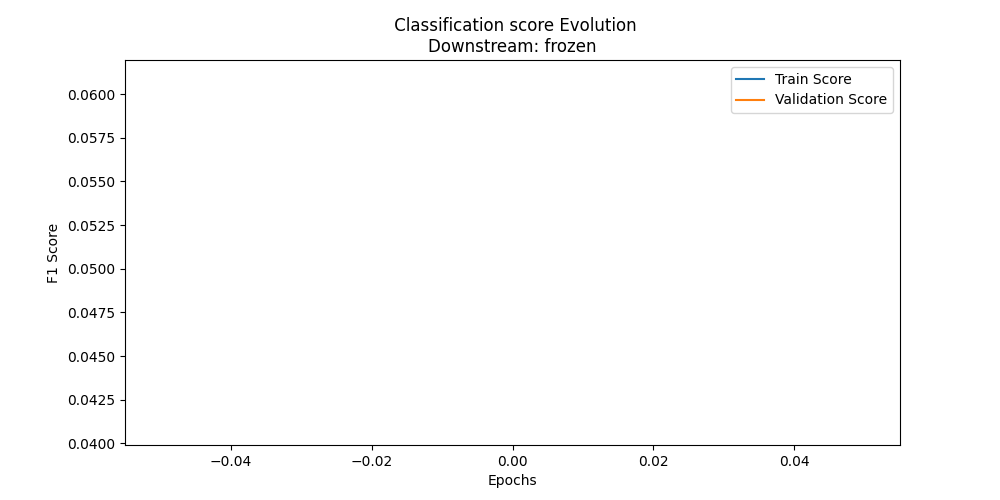 Classification score Evolution
Downstream: frozen
Train Score
Validation Score
F1 Score
0.0600
0.0575
0.0550
0.0525
0.0500
0.0475
0.0450
0.0425
0.0400
−0.04
−0.02
0.00
0.02
0.04
Epochs